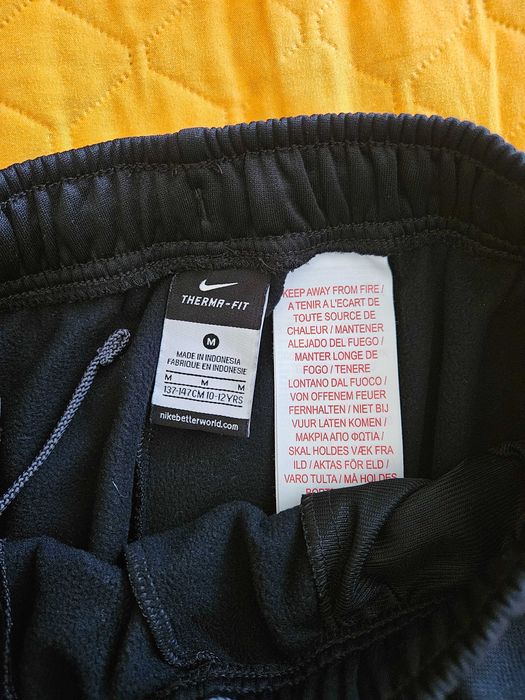 THERMA-FIT
M
MADE IN INDONESIA
FABRIQUE EN INDONESIE
M M M
137-147CM 10-12YRS
nikebetterworld.com
KEEP AWAY FROM FIRE /
A TENIR A L'ECART DE
TOUTE SOURCE DE
CHALEUR / MANTENER
ALEJADO DEL FUEGO /
MANTER LONGE DE
FOGO / TENERE
LONTANO DAL FUOCO /
VON OFFENEM FEUER
FERNHALTEN / NIET BIJ
VUUR LATEN KOMEN /
ΜΑΚΡΙΑ ΑΠΟ ΦΩΤΙΑ /
SKAL HOLDES VÆK FRA
ILD / AKTAS FÖR ELD /
VARO TULTA / MÅ HOLDES